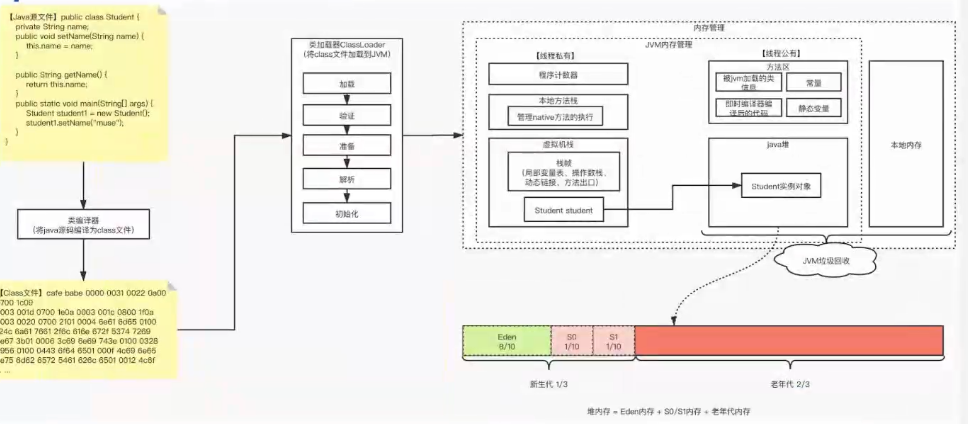 【Java源文件】public class Student {
private String name;
public void setName(String name) {
this.name = name;
}
public String getName() {
return this.name;
}
public static void main(String[] args) {
Student student1 = new Student();
student1.setName("muse");
}
}
类编译器
(将java源码编译为class文件)
【Class文件】cafe babe 0000 0031 0022 0a00
700 1c09
003 001d 0700 1e0a 0003 001c 0800 1f0a
003 0020 0700 2101 0004 6e61 6d65 0100
24c 6a61 7661 2f6c 616e 672f 5374 7269
e67 3b01 0006 3c69 6e69 743e 0100 0328
956 0100 0443 6f64 6501 000f 4c69 6e65
e75 6d62 6572 5461 626c 6501 0012 4c6f
...
类加载器ClassLoader
(将class文件加载到JVM)
加载
验证
准备
解析
初始化
内存管理
JVM内存管理
【线程私有】
程序计数器
本地方法栈
管理native方法的执行
虚拟机栈
栈帧
(局部变量表、操作数栈、
动态链接、方法出口)
Student student
【线程公有】
方法区
被jvm加载的类
信息
常量
即时编译器编
译后的代码
静态变量
java堆
Student实例对象
本地内存
JVM垃圾回收
Eden
8/10
S0
1/10
S1
1/10
新生代 1/3
老年代 2/3
堆内存 = Eden内存 + S0/S1内存 + 老年代内存